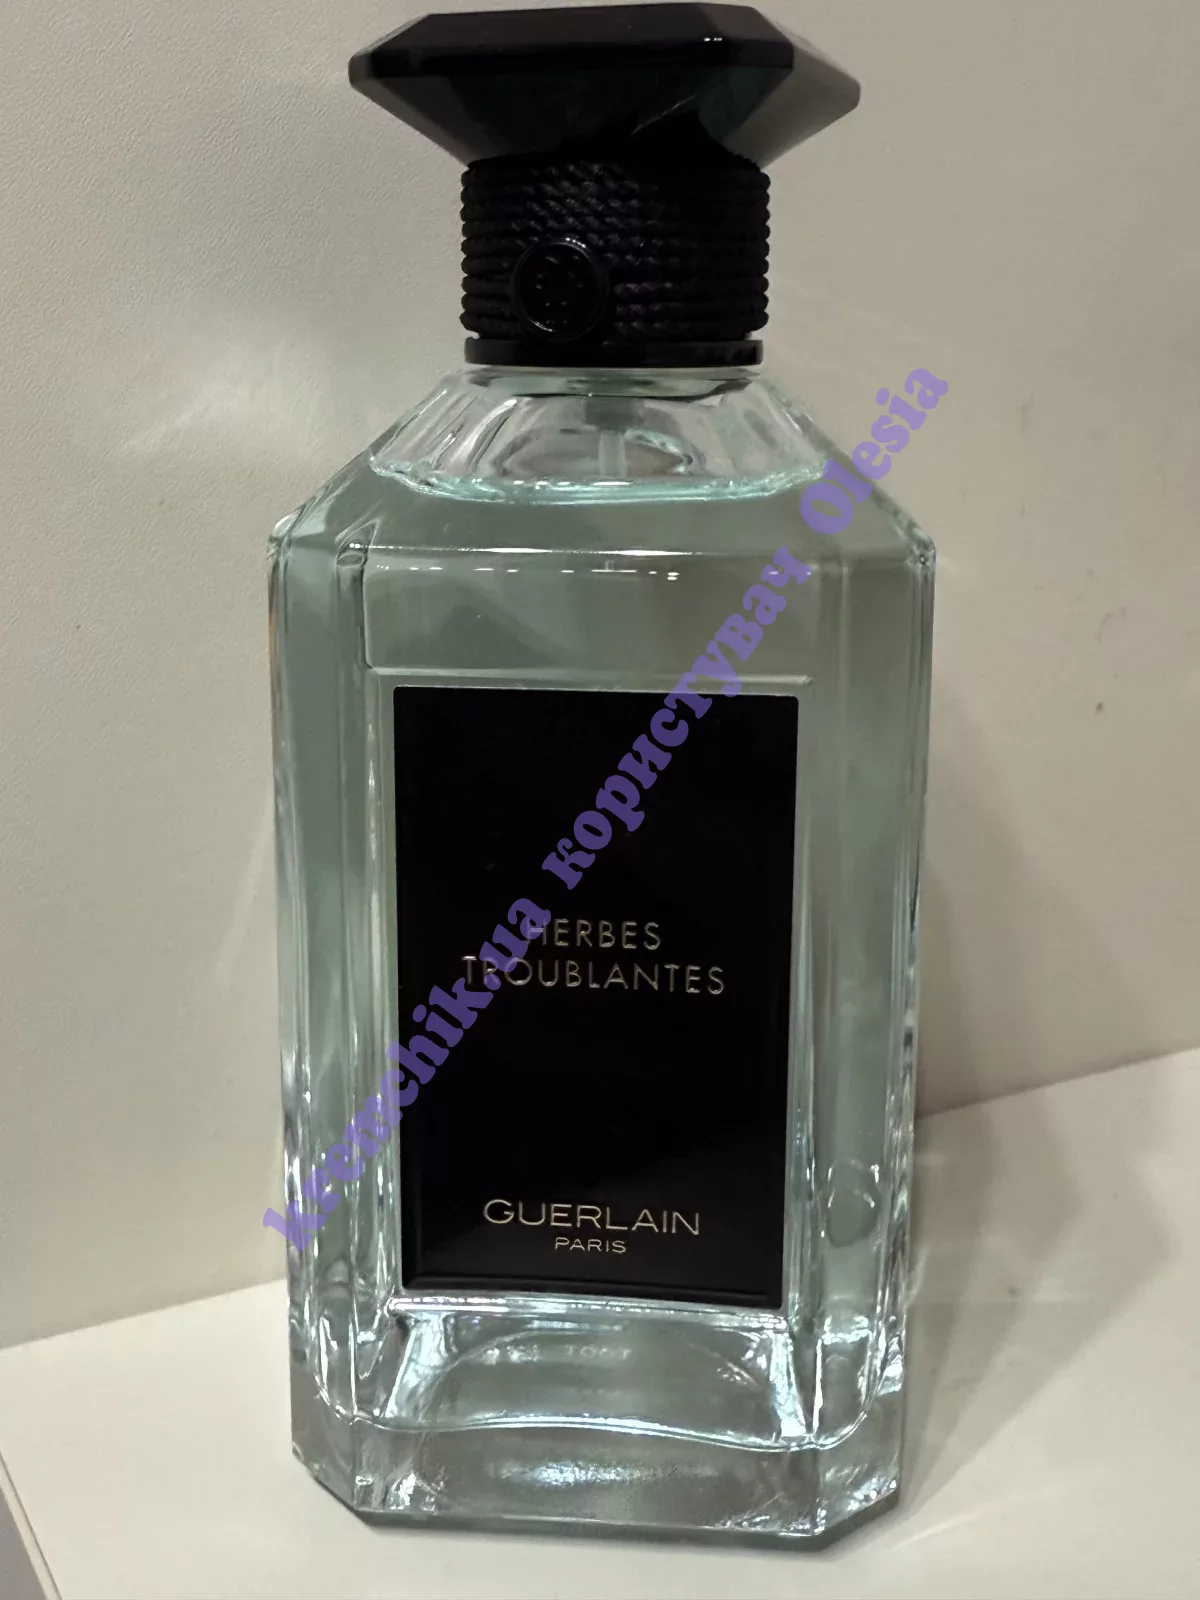 kremchik.ua користувач Olesia
HERBES
TROUBLANTES
GUERLAIN
PARIS